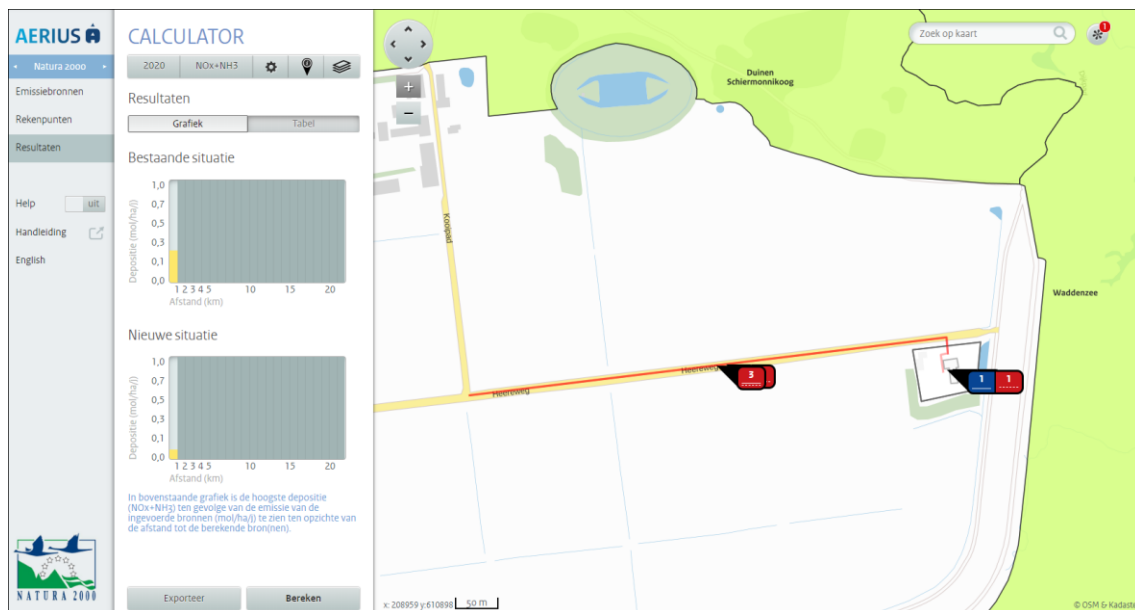 AERIUS
Natura 2000
Emissiebronnen
Rekenpunten
Resultaten
Help
uit
Handleiding
English
NATURA 2000
CALCULATOR
2020
NOx+NH3
Resultaten
Grafiek
Tabel
Bestaande situatie
Depositie (mol/ha/j)
1,0
0,7
0,5
0,3
0,1
0,0
1 2 3 4 5 10 15 20
Afstand (km)
Nieuwe situatie
Depositie (mol/ha/j)
1,0
0,7
0,5
0,3
0,1
0,0
1 2 3 4 5 10 15 20
Afstand (km)
In bovenstaande grafiek is de hoogste depositie
(NOx+NH3) ten gevolge van de emissie van de
ingevoerde bronnen (mol/ha/j) te zien ten opzichte van
de afstand tot de berekende bron(nen).
Exporteer
Bereken
+
−
Zoek op kaart
1
Duinen
Schiermonnikoog
Kooipad
Waddenzee
Heereweg
3
Heereweg
1
1
x: 208959 y:610898
50 m
© OSM & Kadaste